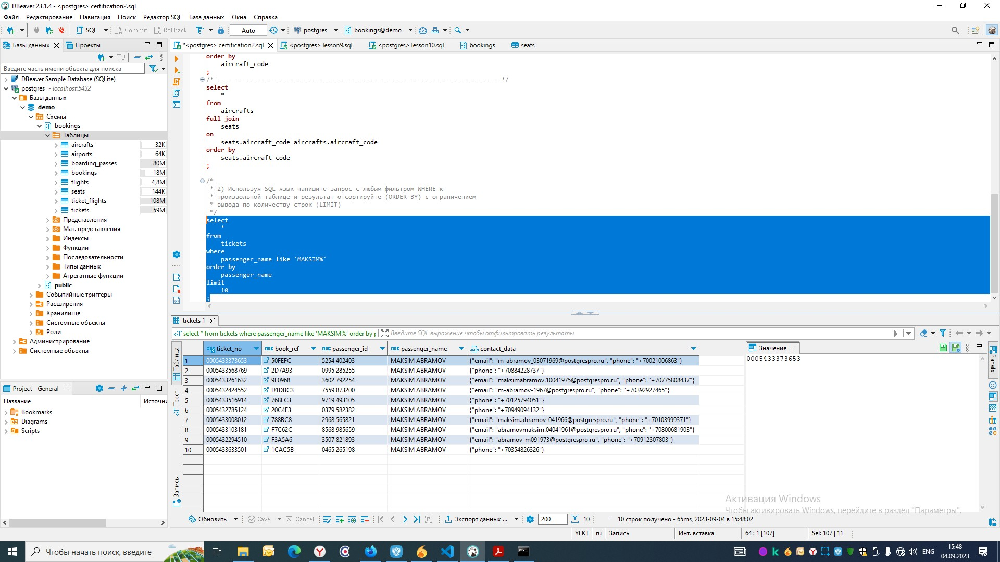 DBeaver 23.1.4 - <postgres> certification2.sql
Файл Редактирование Навигация Поиск Редактор SQL База данных Окна Справка
SQL Commit Rollback Auto postgres bookings@demo
Базы данных Проекты
*<postgres> certification2.sql <postgres> lesson9.sql <postgres> lesson10.sql bookings seats
Введите часть имени объекта для поиска
DBeaver Sample Database (SQLite)
postgres - localhost:5432
Базы данных
demo
Схемы
bookings
Таблицы
aircrafts 32K
airports 64K
boarding_passes 80M
bookings 18M
flights 4,8M
seats 144K
ticket_flights 108M
tickets 59M
Представления
Мат. представления
Индексы
Функции
Последовательности
Типы данных
Агрегатные функции
public
Событийные триггеры
Расширения
Хранилище
Системные объекты
Роли
Администрирование
Системные объекты
Project - General
Название Источни
Bookmarks
Diagrams
Scripts
order by
aircraft_code
;
/* ----------------------------------------------------------------------------- */
select
*
from
aircrafts
full join
seats
on
seats.aircraft_code=aircrafts.aircraft_code
order by
seats.aircraft_code
;
/*
* 2) Используя SQL язык напишите запрос с любым фильтром WHERE к
* произвольной таблице и результат отсортируйте (ORDER BY) с ограничением
* вывода по количеству строк (LIMIT)
*/
select
*
from
tickets
where
passenger_name like 'MAKSIM%'
order by
passenger_name
limit
10
;
tickets 1
select * from tickets where passenger_name like 'MAKSIM%' order by p Введите SQL выражение чтобы отфильтровать результаты
Таблица
Текст
Запись
ticket_no book_ref passenger_id passenger_name contact_data
1 0005433373653 50FEFC 5254 402403 MAKSIM ABRAMOV {"email": "m-abramov_03071969@postgrespro.ru", "phone": "+70021006863"}
2 0005433568769 2D7A93 0995 285255 MAKSIM ABRAMOV {"phone": "+70884228737"}
3 0005433261632 9E0968 3602 792254 MAKSIM ABRAMOV {"email": "maksimabramov.10041975@postgrespro.ru", "phone": "+70775808437"}
4 0005432424552 D1DBC3 7559 873200 MAKSIM ABRAMOV {"email": "m-abramov-1967@postgrespro.ru", "phone": "+70392927465"}
5 0005433516914 768FC3 9719 493105 MAKSIM ABRAMOV {"phone": "+70125794051"}
6 0005432785124 20C4F3 0379 582382 MAKSIM ABRAMOV {"phone": "+70949094132"}
7 0005433008012 788BC8 2968 565821 MAKSIM ABRAMOV {"email": "maksim.abramov-041966@postgrespro.ru", "phone": "+70103999371"}
8 0005433103181 F7C62C 8568 985659 MAKSIM ABRAMOV {"email": "abramovmaksim.04041961@postgrespro.ru", "phone": "+70800681903"}
9 0005432294510 F3A5A6 3507 821893 MAKSIM ABRAMOV {"email": "abramov-m091973@postgrespro.ru", "phone": "+70912307803"}
10 0005433633501 1CAC5B 0465 265198 MAKSIM ABRAMOV {"phone": "+70354826326"}
Значение
0005433373653
Panels
Активация Windows
Чтобы активировать Windows, перейдите в раздел "Параметры".
Обновить Save Cancel Экспорт данных ... 200 10 ... 10 строк получено - 65ms, 2023-09-04 в 15:48:02
YEKT ru Запись Инт. вставка 64 : 1 [107] Sel: 107 | 11
Чтобы начать поиск, введите
ENG 15:48
04.09.2023